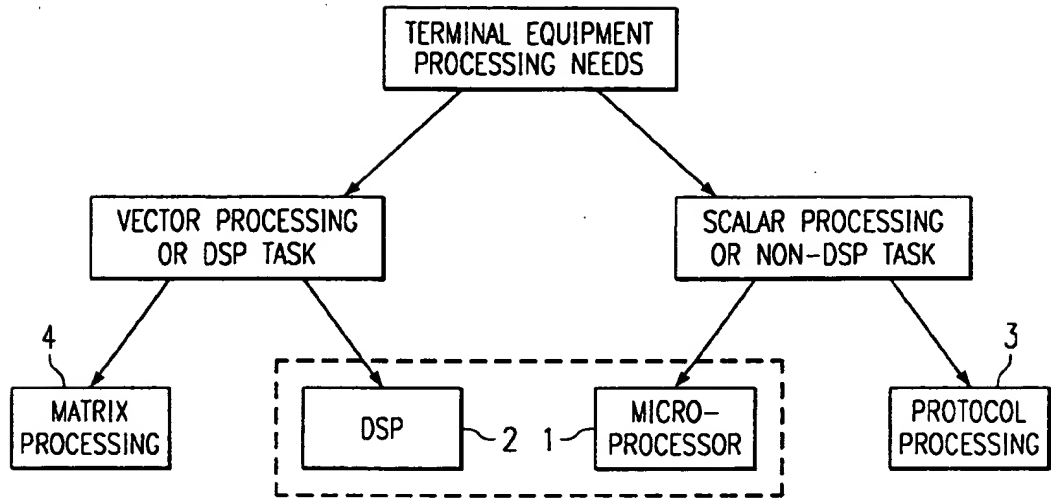 TERMINAL EQUIPMENT
PROCESSING NEEDS
VECTOR PROCESSING
OR DSP TASK
SCALAR PROCESSING
OR NON-DSP TASK
4
3
MATRIX
PROCESSING
DSP
2
1
MICRO-
PROCESSOR
PROTOCOL
PROCESSING